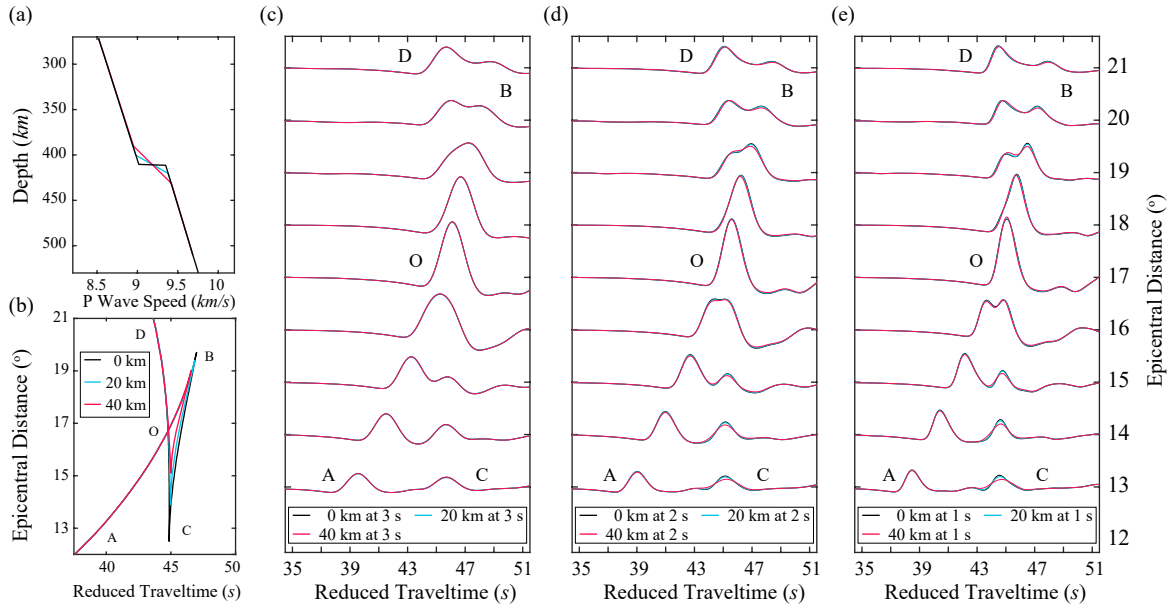 (a)
300
350
400
450
500
Depth (km)
8.5 9 9.5 10
P Wave Speed (km/s)
(b)
21
19
17
15
13
Epicentral Distance (o)
D
B
0 km
20 km
40 km
O
A
C
40 45 50
Reduced Traveltime (s)
(c)
D
B
O
A
C
0 km at 3 s 20 km at 3 s
40 km at 3 s
35 39 43 47 51
Reduced Traveltime (s)
(d)
D
B
O
A
C
0 km at 2 s 20 km at 2 s
40 km at 2 s
35 39 43 47 51
Reduced Traveltime (s)
(e)
D
B
O
A
C
0 km at 1 s 20 km at 1 s
40 km at 1 s
35 39 43 47 51
Reduced Traveltime (s)
21
20
19
18
17
16
15
14
13
12
Epicentral Distance (o)